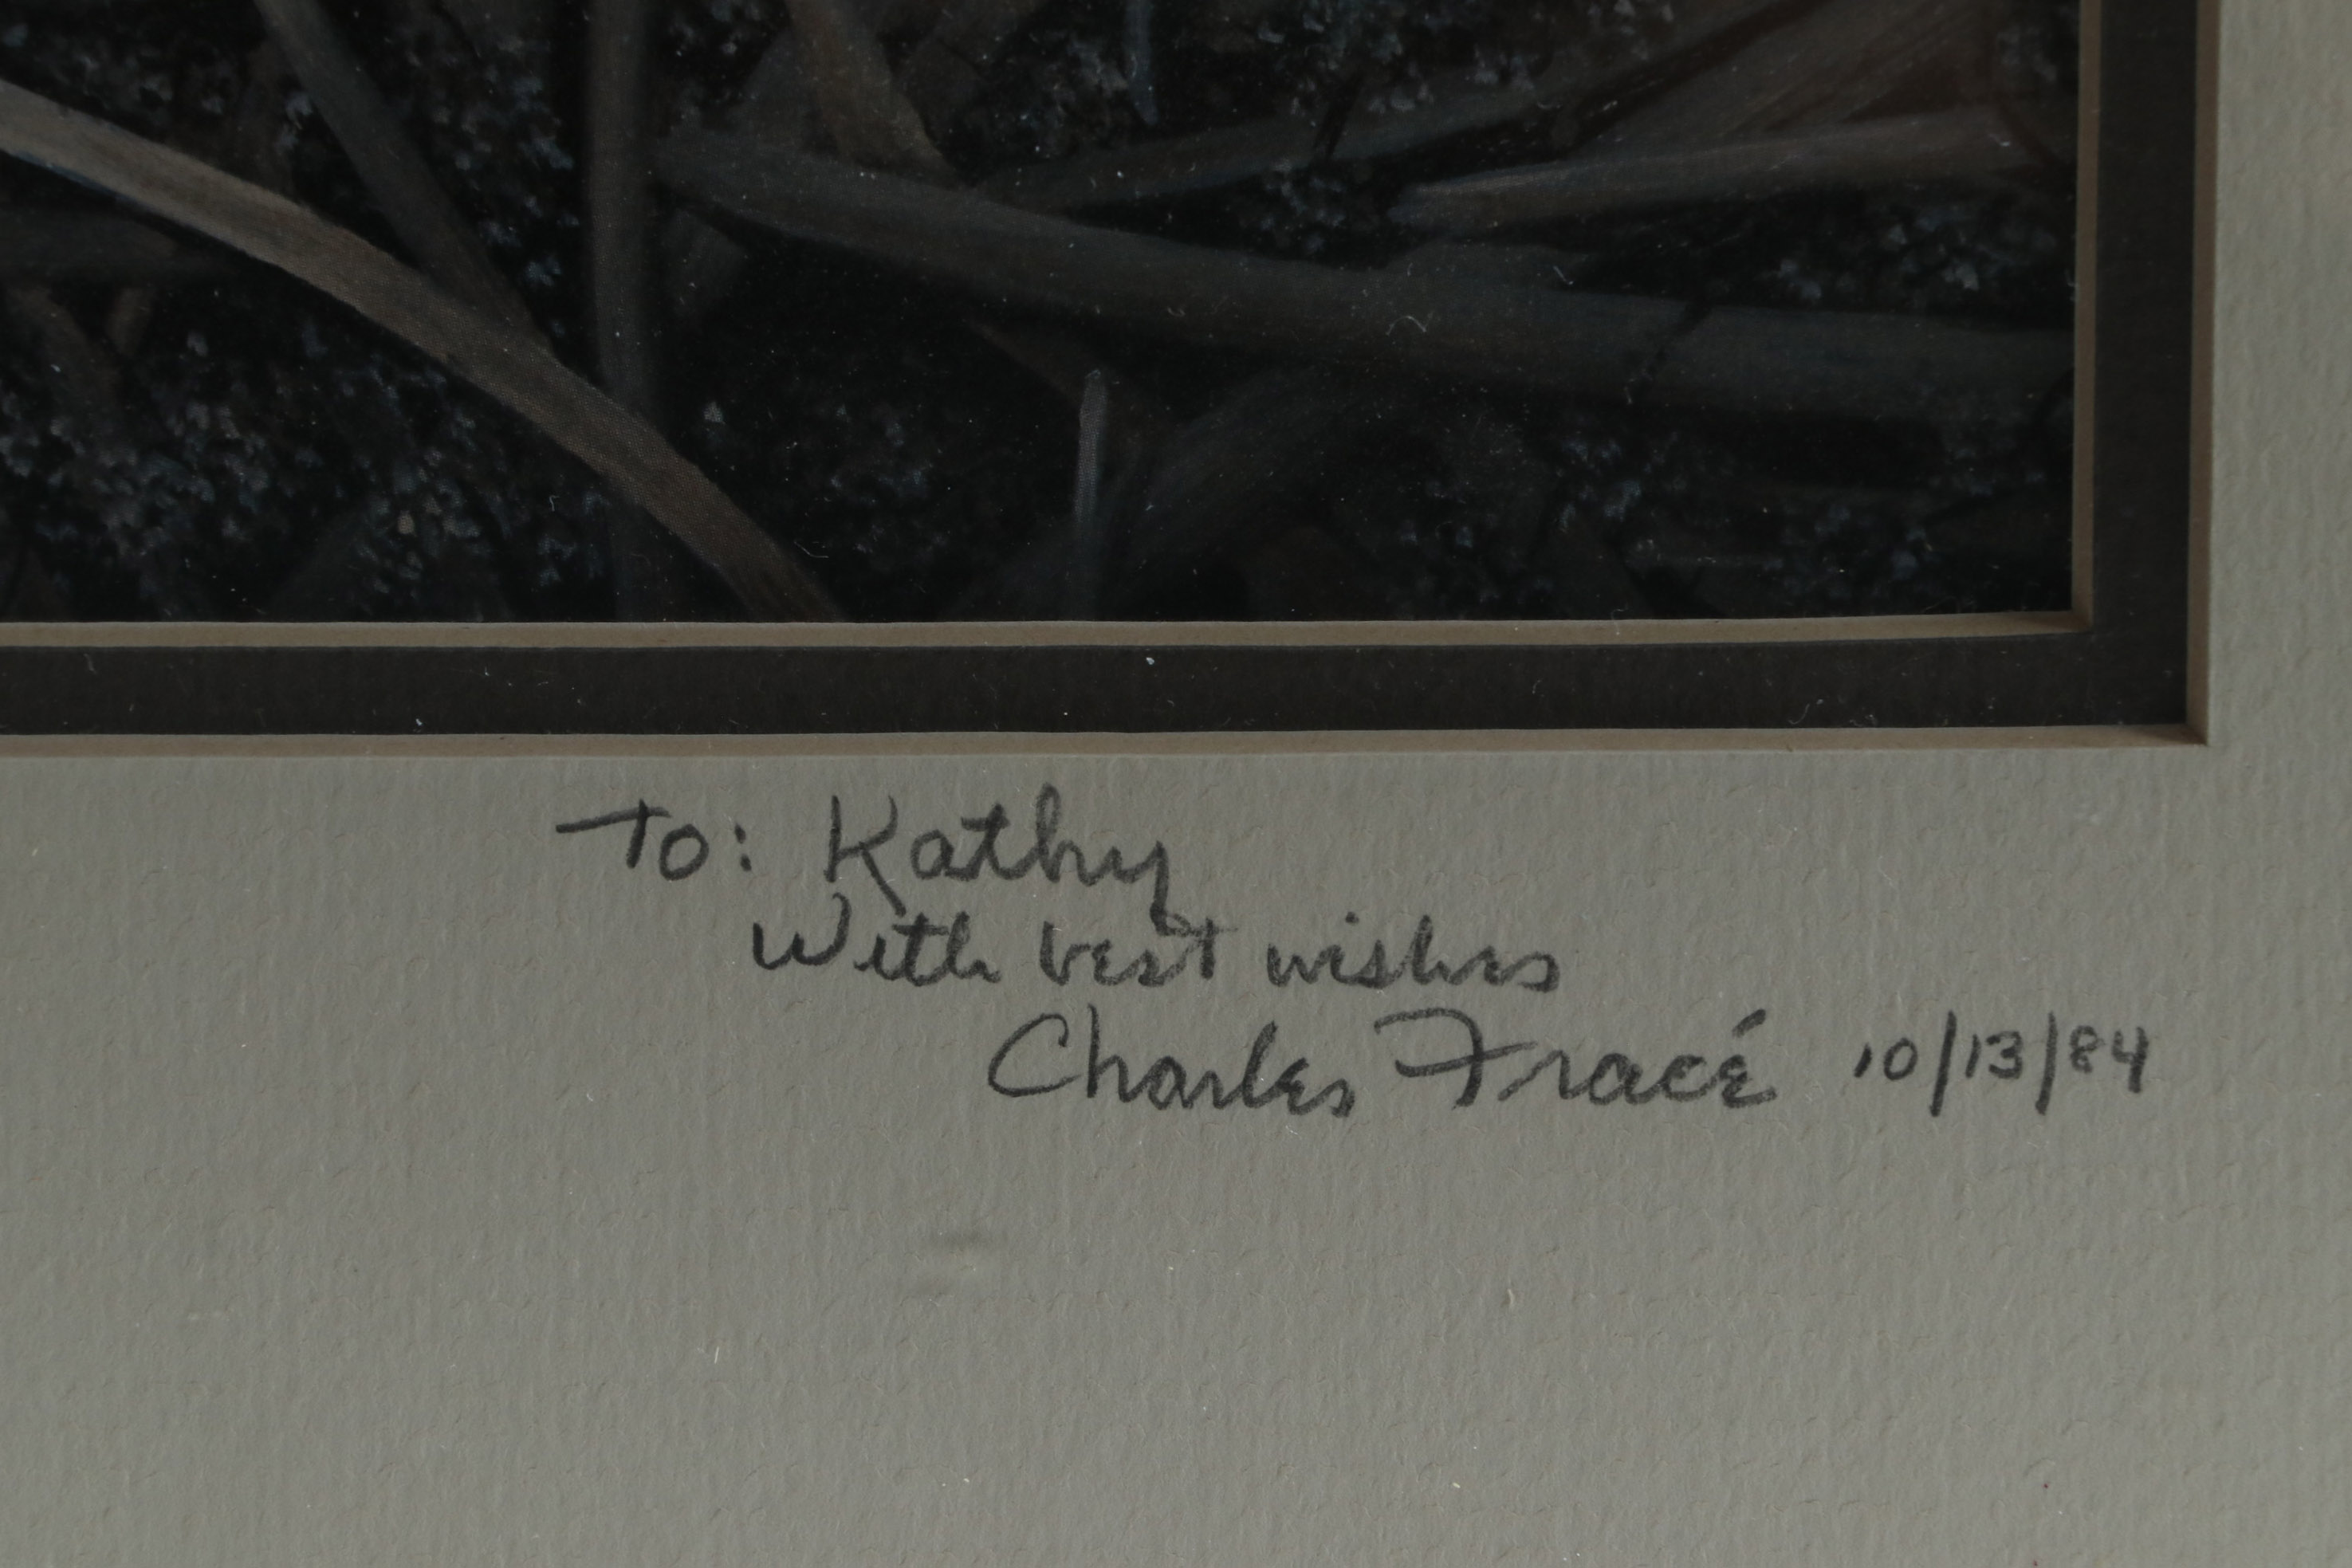 To: Kathy
With best wishes
Charles Fracé 10/13/84